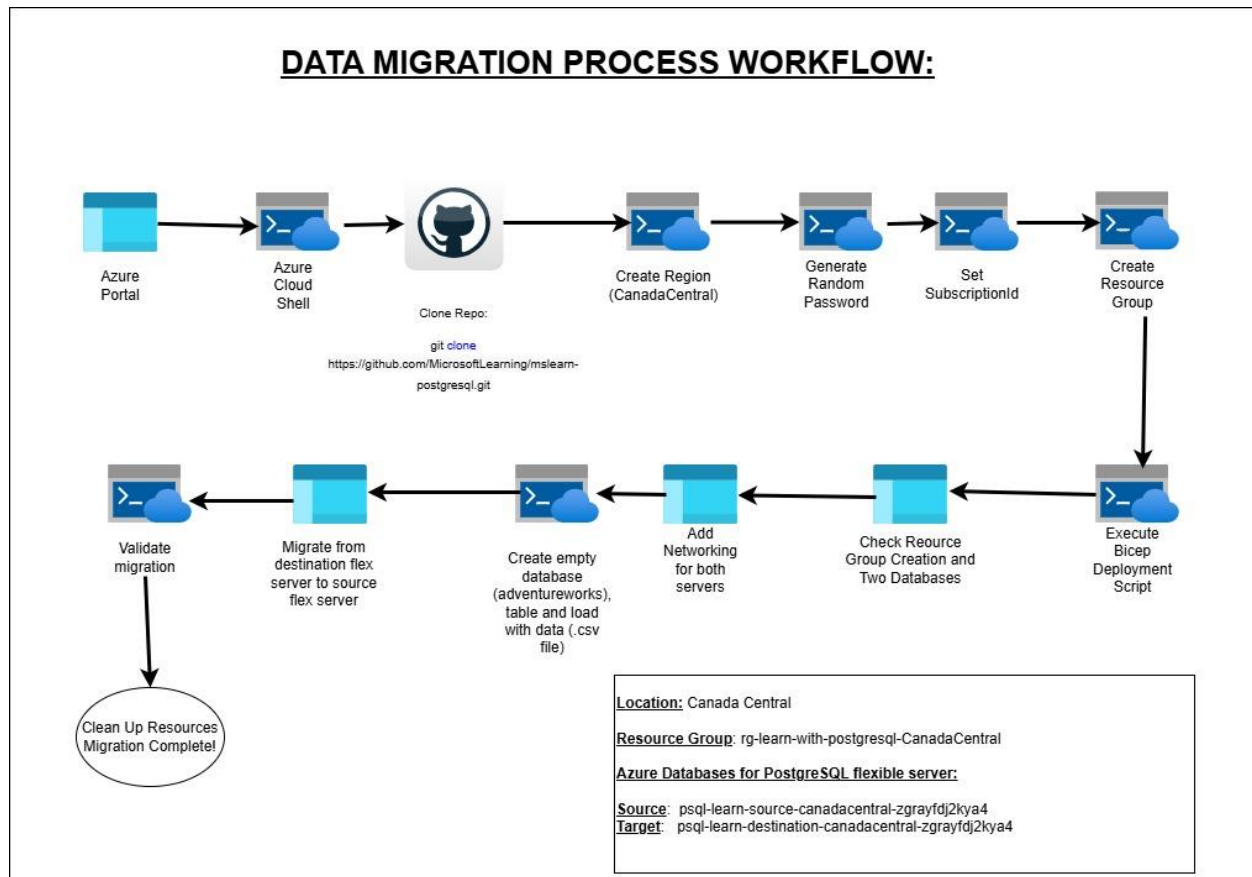 DATA MIGRATION PROCESS WORKFLOW:
Azure
Portal
Azure
Cloud
Shell
Clone Repo:
git clone
https://github.com/MicrosoftLearning/mslearn-
postgresql.git
Create Region
(CanadaCentral)
Generate
Random
Password
Set
SubscriptionId
Create
Resource
Group
Execute
Bicep
Deployment
Script
Check Reource
Group Creation and
Two Databases
Add
Networking
for both
servers
Create empty
database
(adventureworks),
table and load
with data (.csv
file)
Migrate from
destination flex
server to source
flex server
Validate
migration
Clean Up Resources
Migration Complete!
Location: Canada Central
Resource Group: rg-learn-with-postgresql-CanadaCentral
Azure Databases for PostgreSQL flexible server:
Source: psql-learn-source-canadacentral-zgrayfdj2kya4
Target: psql-learn-destination-canadacentral-zgrayfdj2kya4